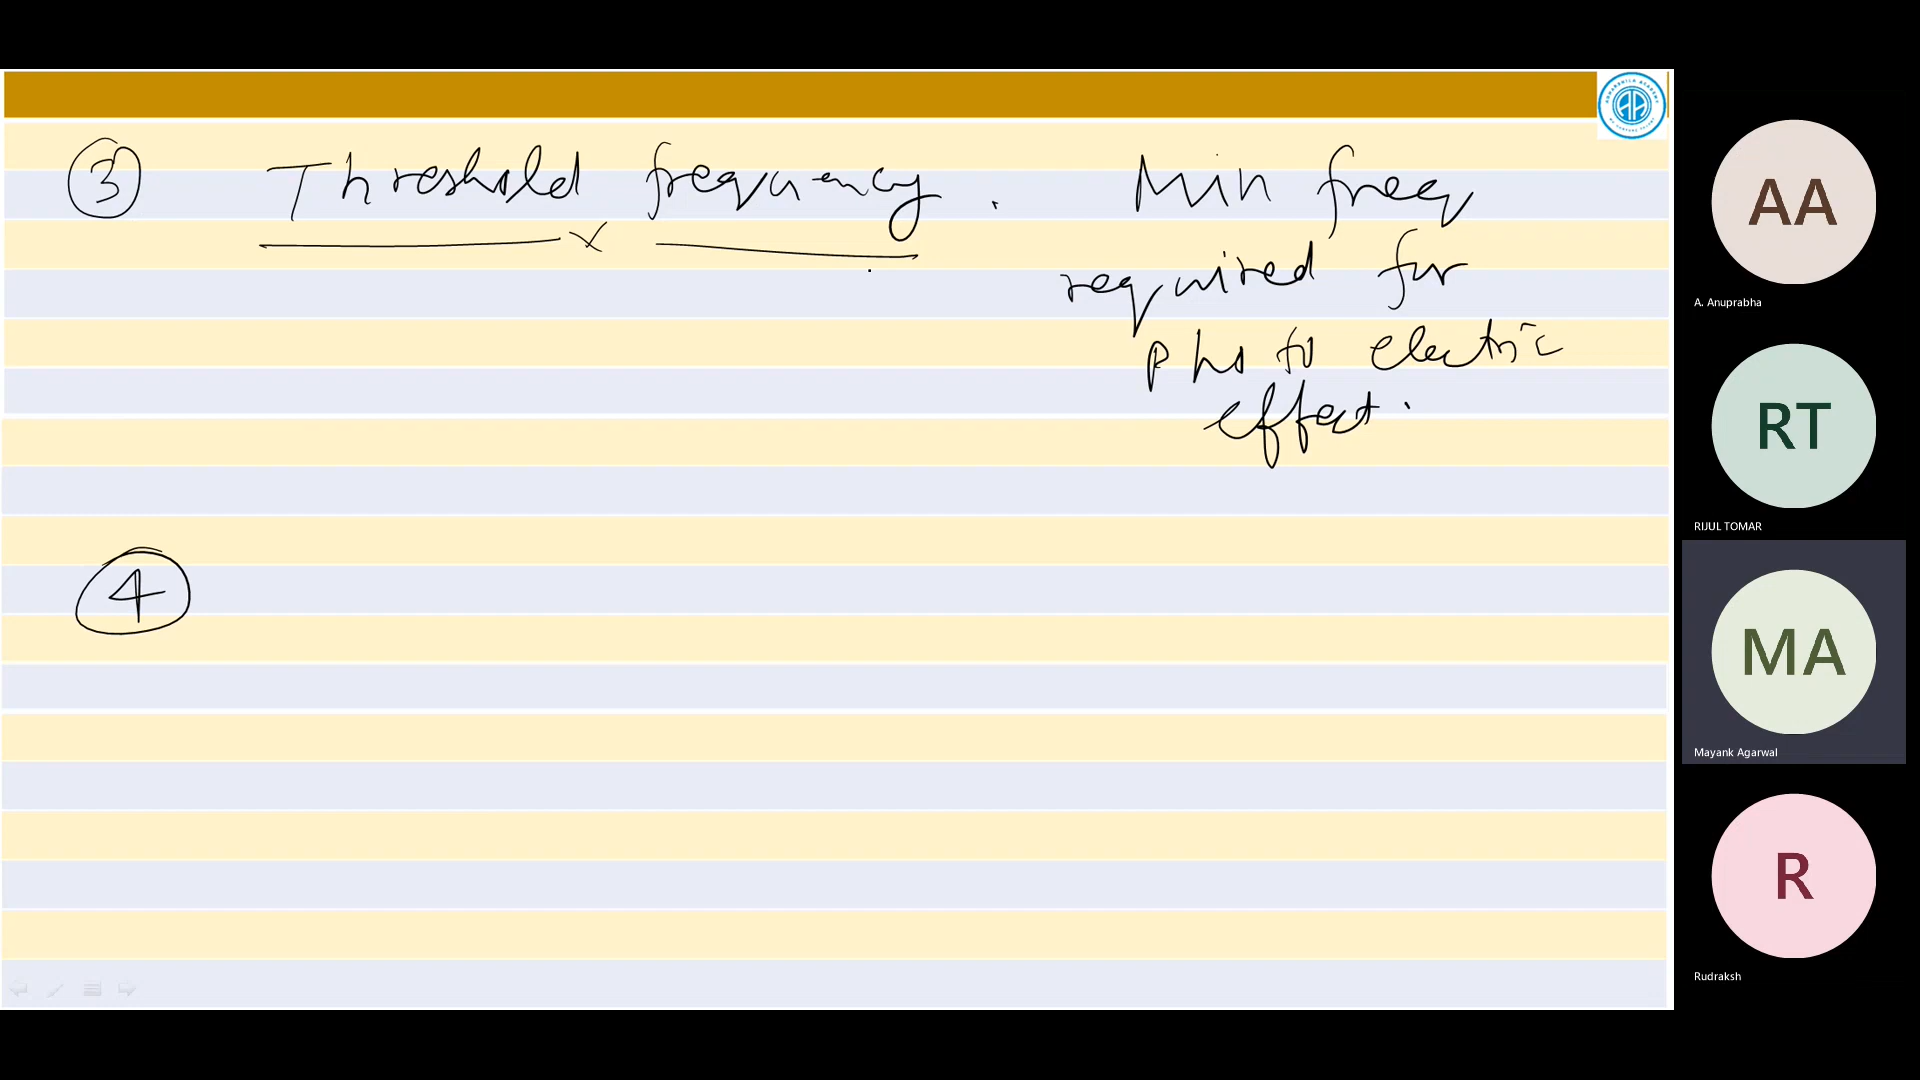 ③ Threshold frequency. Min freq
required for
photo electric
effect.
④
AA
A. Anuprabha
RT
RIJUL TOMAR
MA
Mayank Agarwal
R
Rudraksh